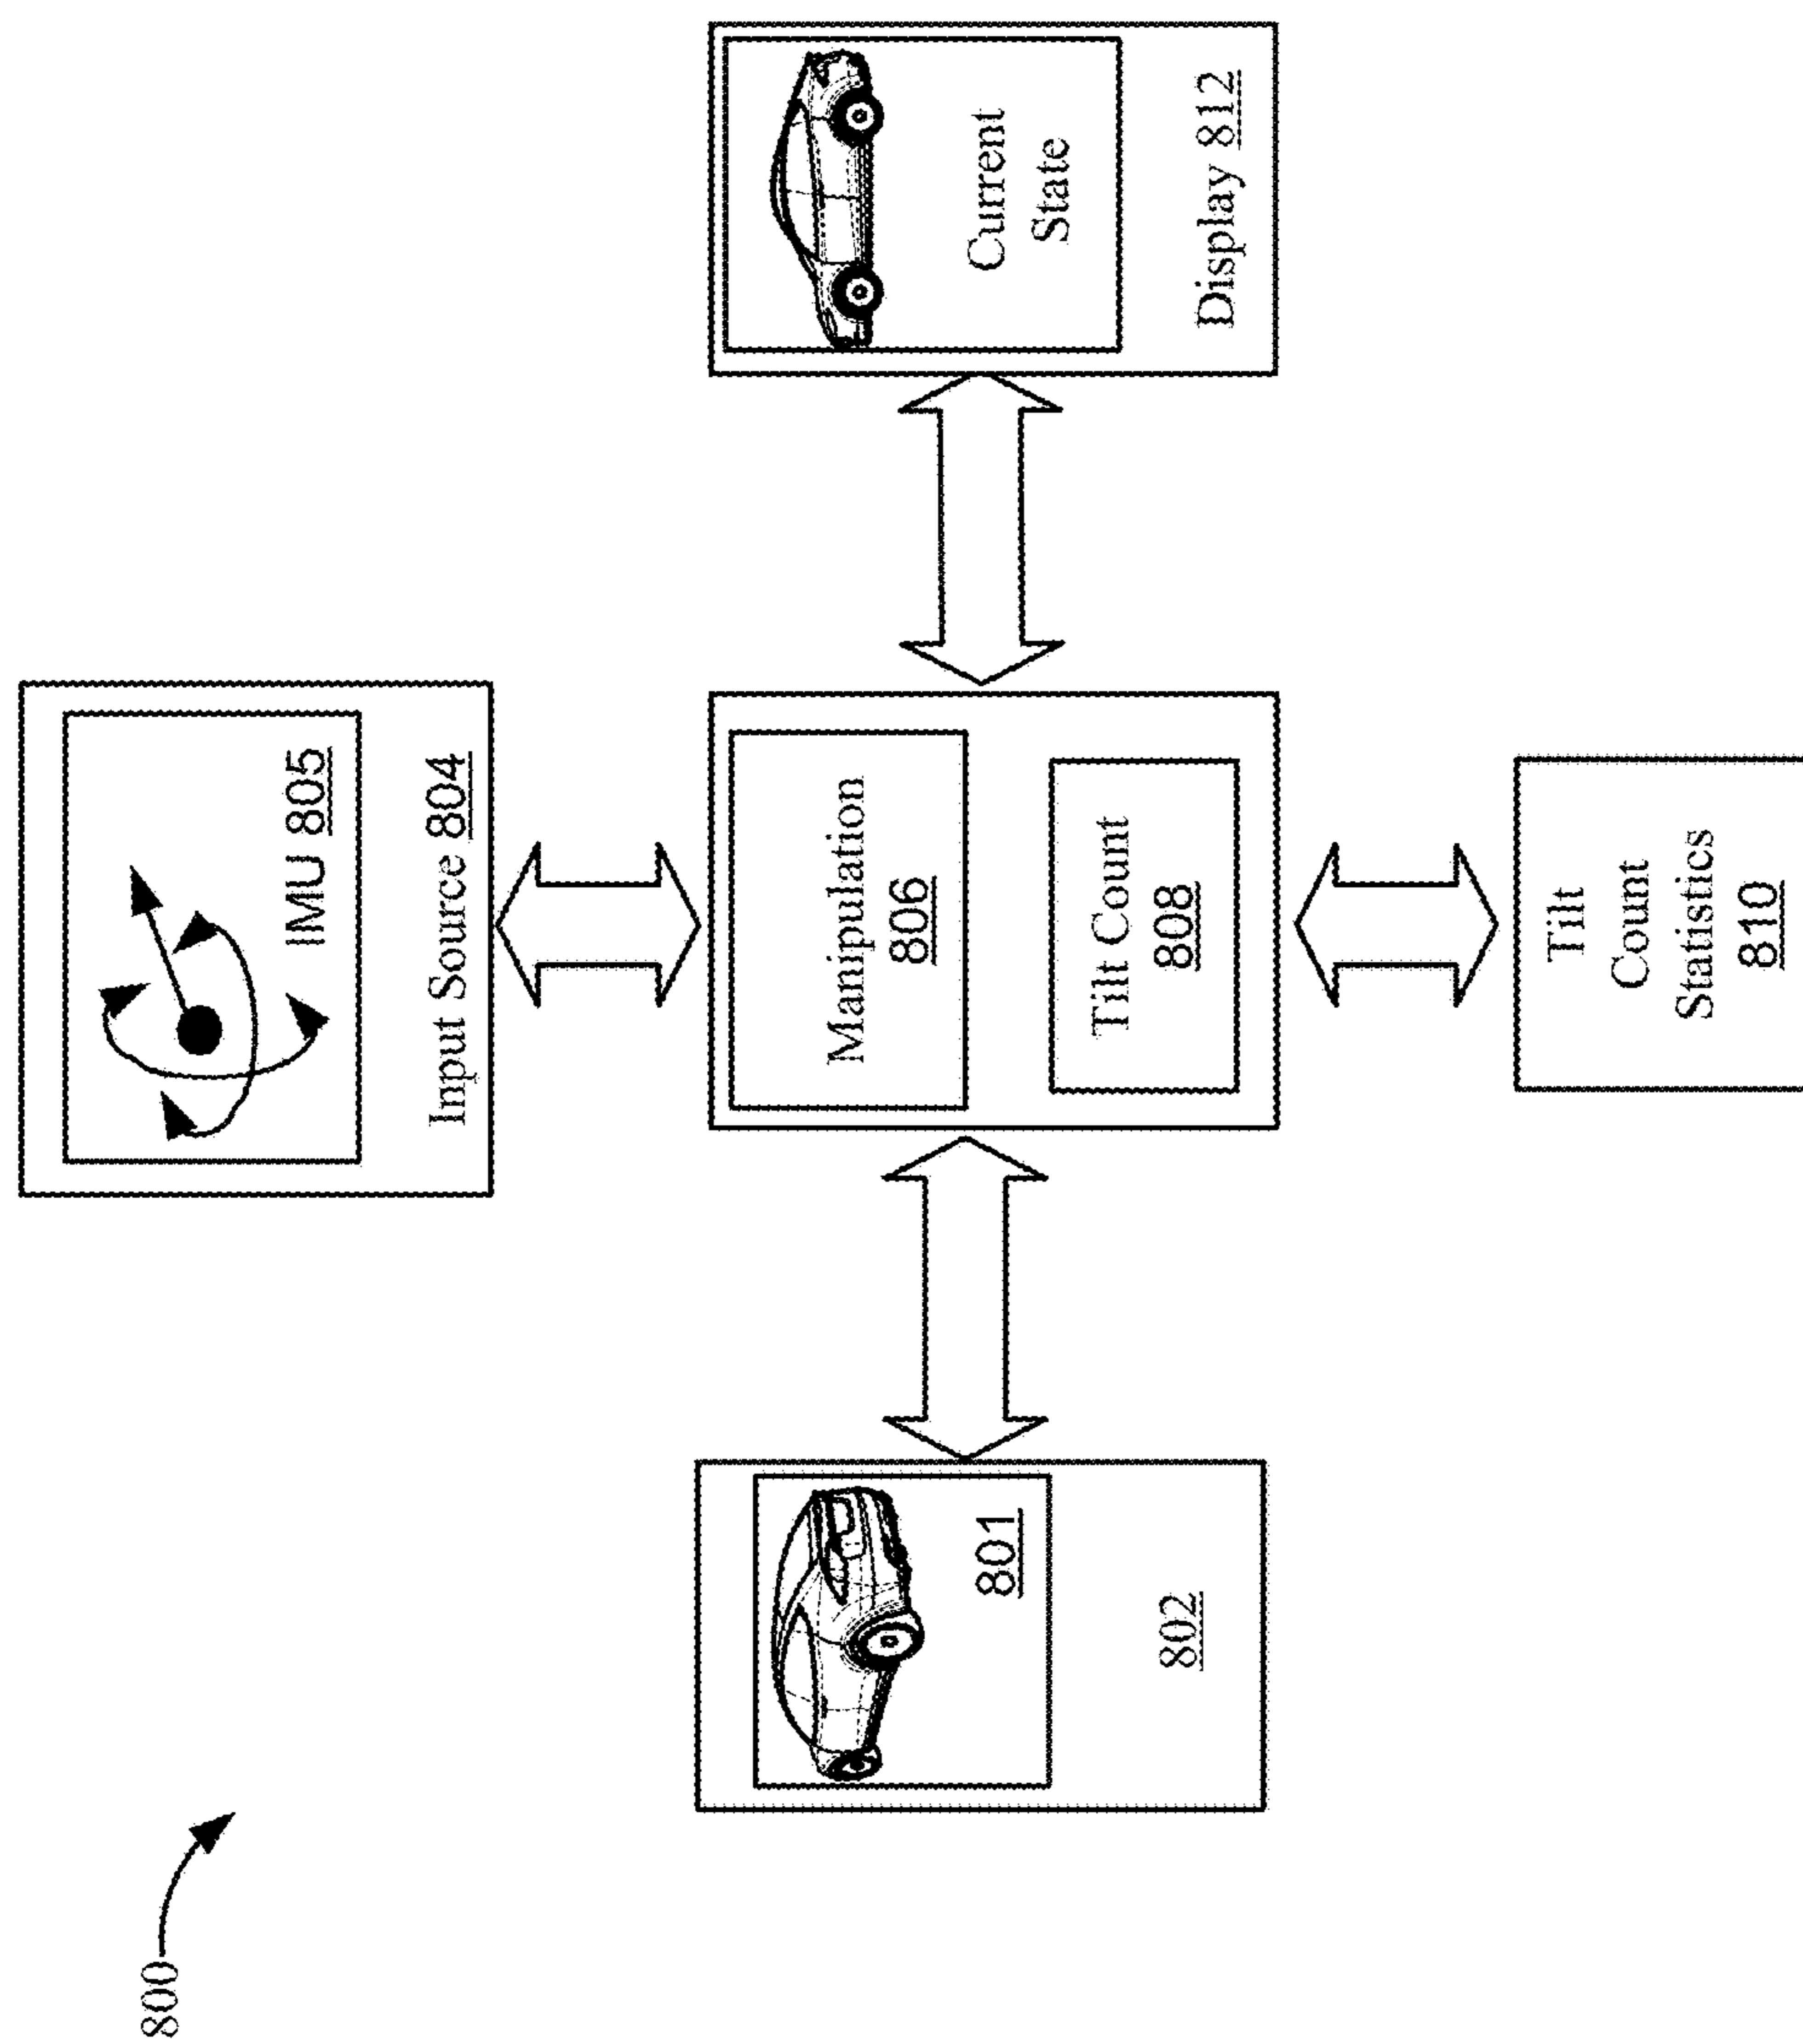 800
801
802
IMU 805
Input Source 804
Manipulation
806
Tilt Count
808
Tilt
Count
Statistics
810
Current
State
Display 812